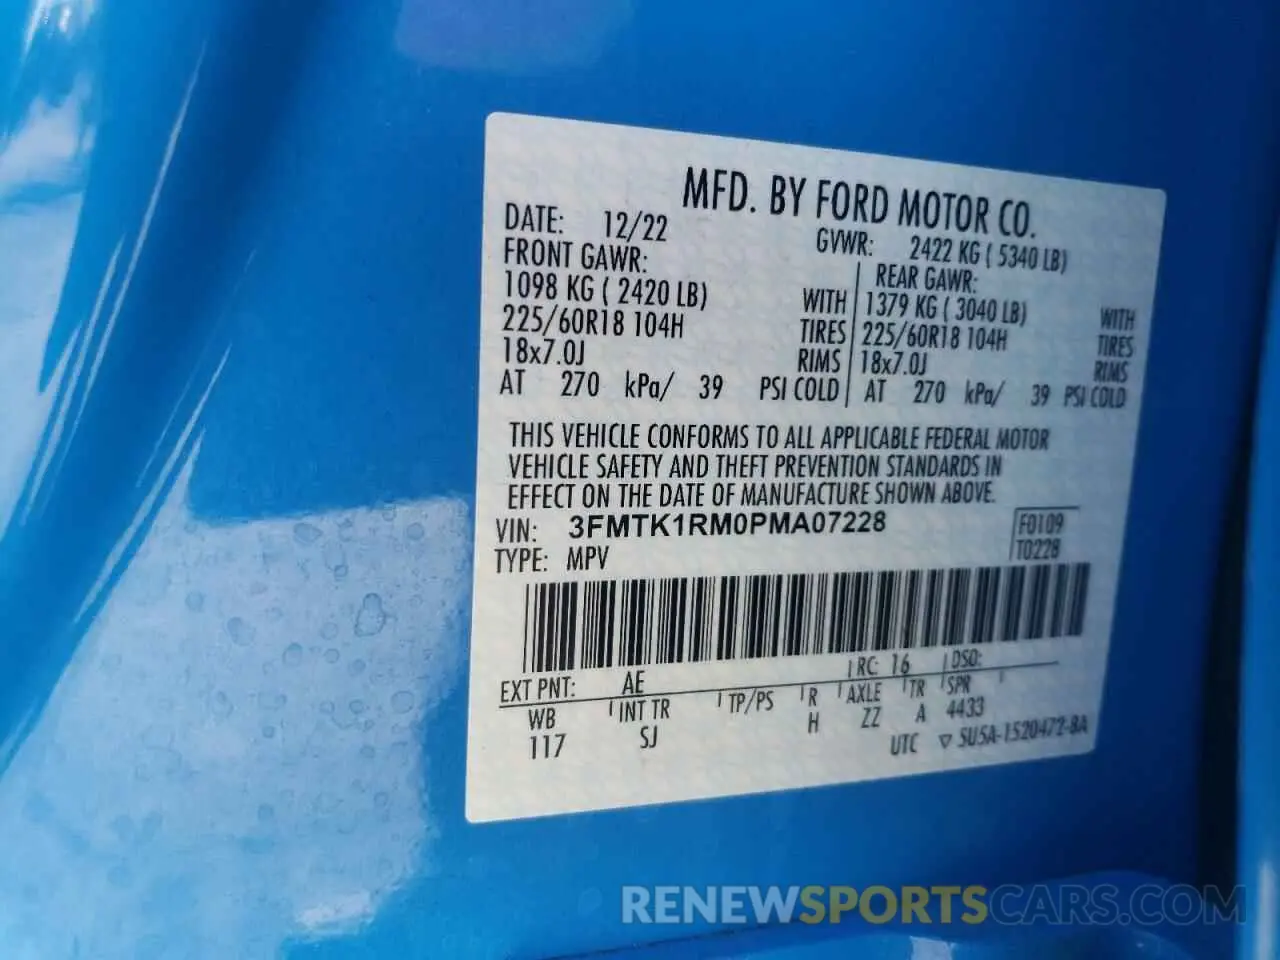 MFD. BY FORD MOTOR CO.
DATE: 12/22 GVWR: 2422 KG ( 5340 LB)
FRONT GAWR: REAR GAWR:
1098 KG ( 2420 LB) WITH 1379 KG ( 3040 LB) WITH
225/60R18 104H TIRES 225/60R18 104H TIRES
18x7.0J RIMS 18x7.0J RIMS
AT 270 kPa/ 39 PSI COLD AT 270 kPa/ 39 PSI COLD
THIS VEHICLE CONFORMS TO ALL APPLICABLE FEDERAL MOTOR
VEHICLE SAFETY AND THEFT PREVENTION STANDARDS IN
EFFECT ON THE DATE OF MANUFACTURE SHOWN ABOVE.
VIN: 3FMTK1RM0PMA07228 F0109
TYPE: MPV T0228
EXT PNT: AE RC: 16 DSO:
WB INT TR TP/PS R AXLE TR SPR
117 SJ H ZZ A 4433
UTC ▽ SU5A-1520472-BA
RENEWSPORTSCARS.COM